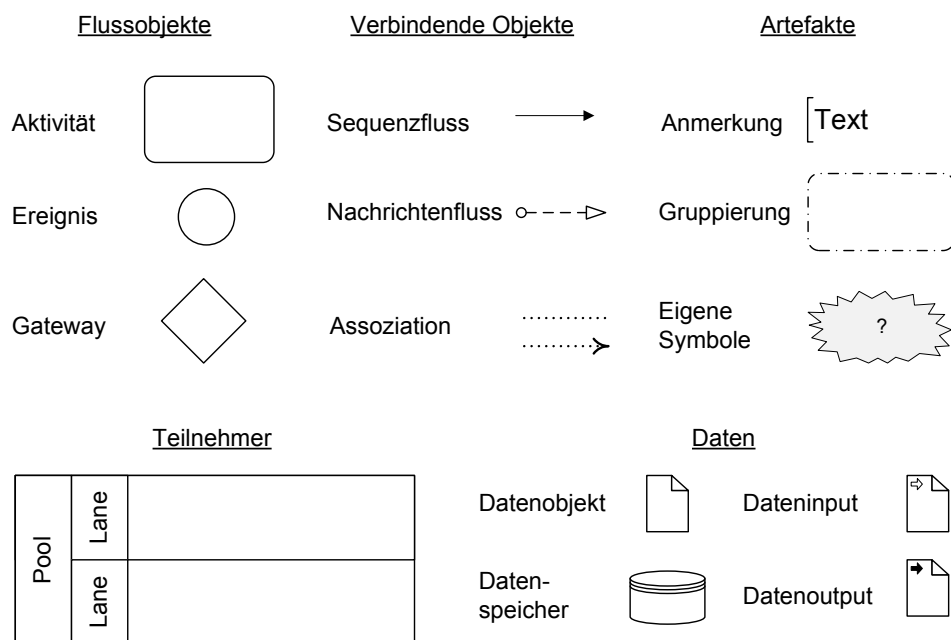 Flussobjekte
Verbindende Objekte
Artefakte
Aktivität
Sequenzfluss
Anmerkung
Text
Ereignis
Nachrichtenfluss
Gruppierung
Gateway
Assoziation
Eigene
Symbole
?
Teilnehmer
Pool
Lane
Lane
Daten
Datenobjekt
Dateninput
Daten-
speicher
Datenoutput